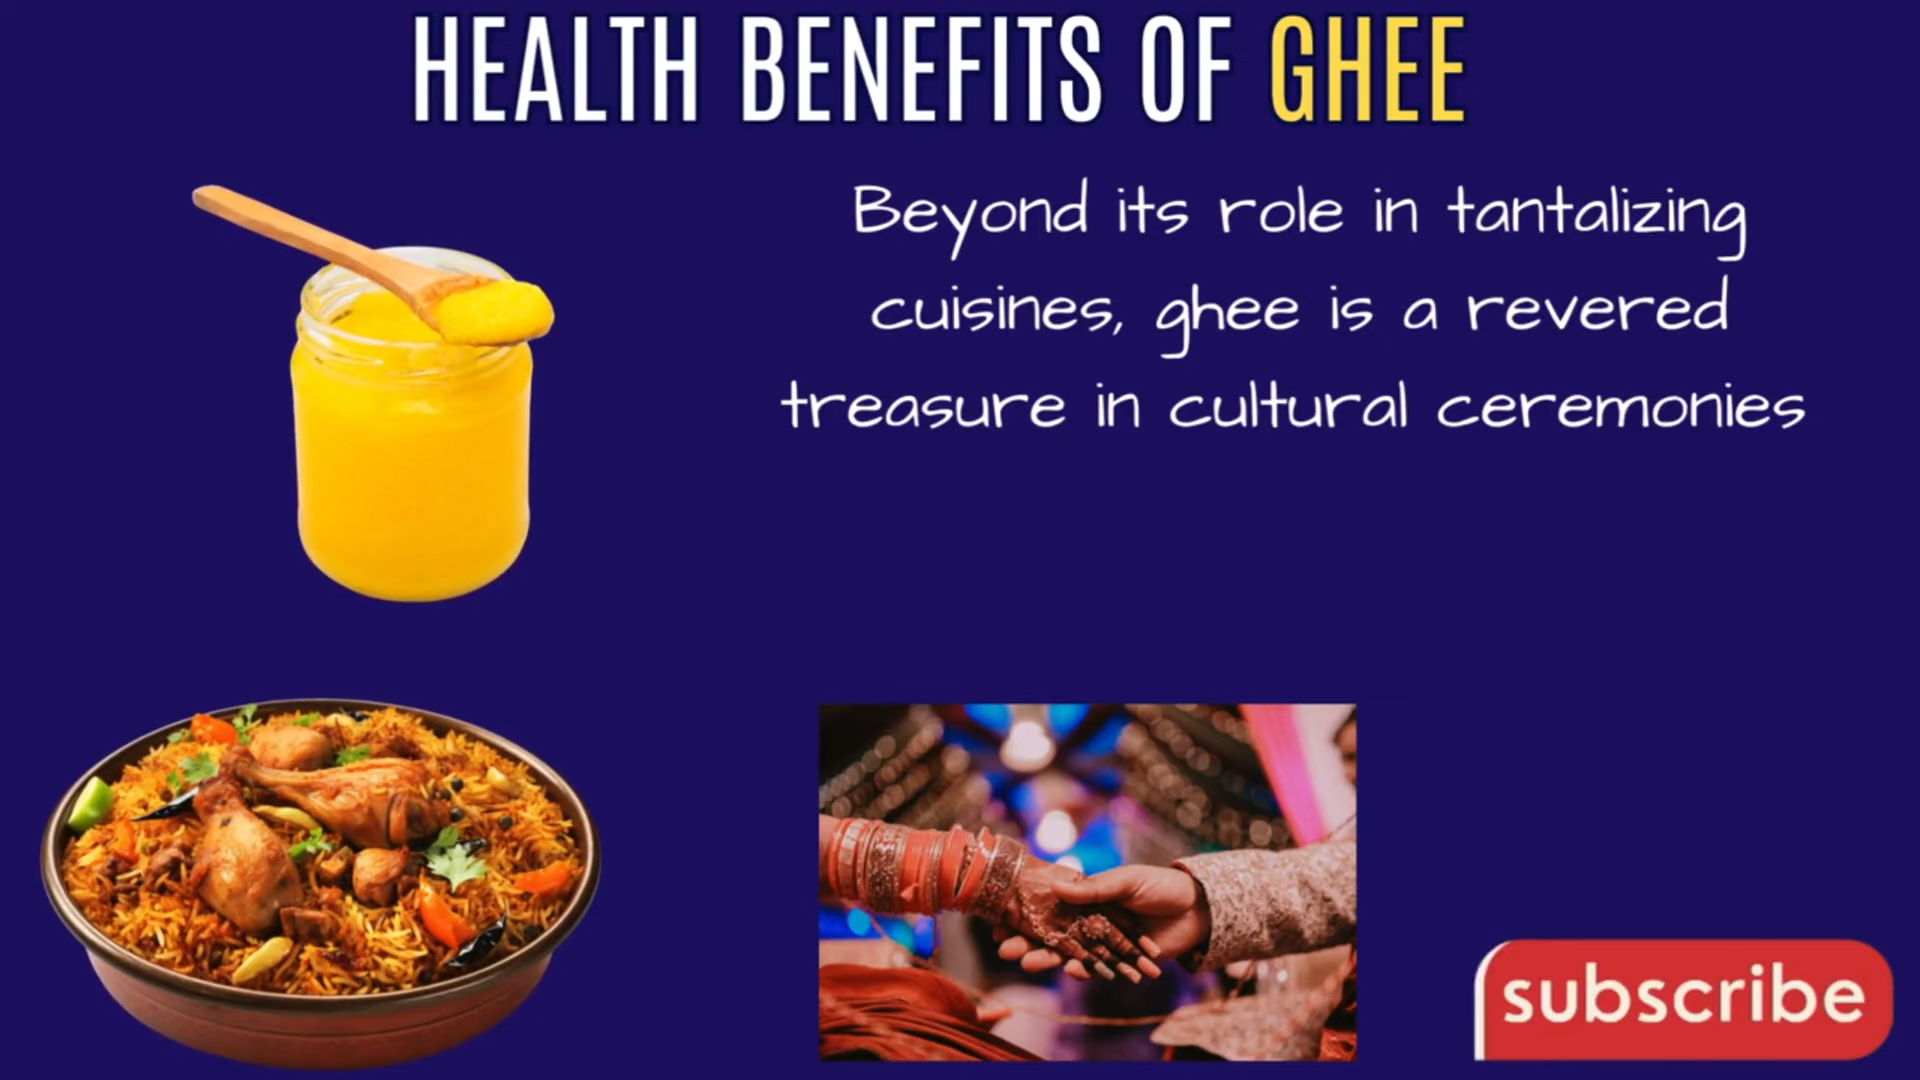 HEALTH BENEFITS OF GHEE
Beyond its role in tantalizing
cuisines, ghee is a revered
treasure in cultural ceremonies
subscribe